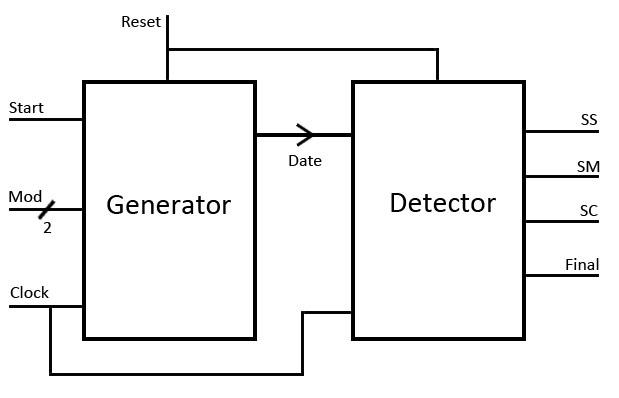 Reset
Start
SS
Date
SM
Mod
2
Generator
Detector
SC
Final
Clock